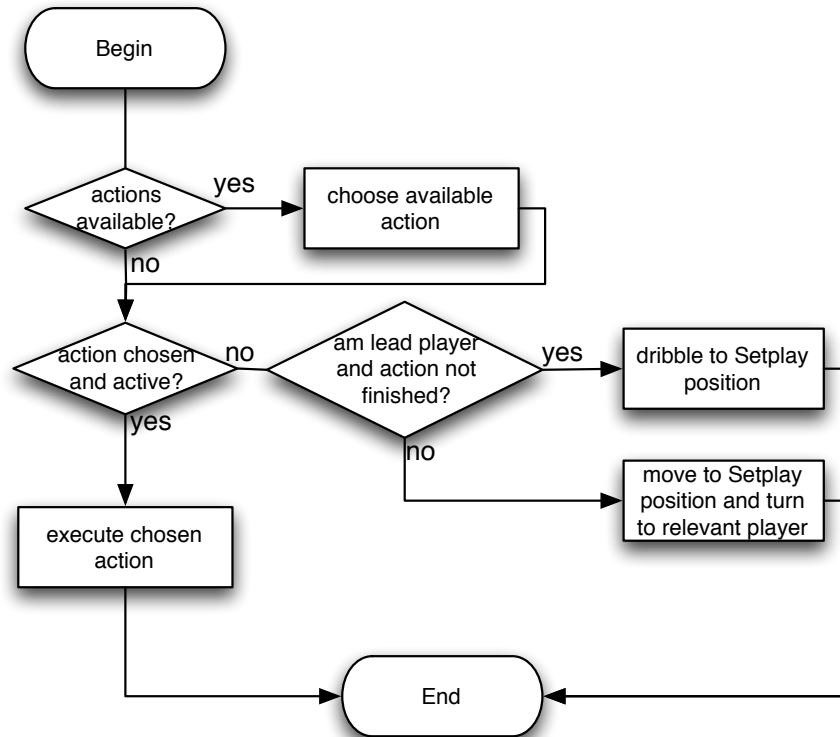 Begin
actions
available?
yes
choose available
action
no
action chosen
and active?
no
am lead player
and action not
finished?
yes
dribble to Setplay
position
yes
no
move to Setplay
position and turn
to relevant player
execute chosen
action
End